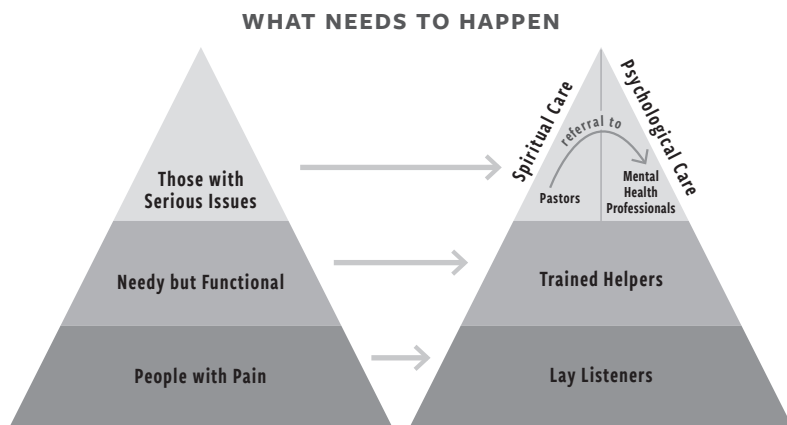 WHAT NEEDS TO HAPPEN
Those with
Serious Issues
Needy but Functional
People with Pain
Spiritual Care
Psychological Care
referral to
Pastors
Mental
Health
Professionals
Trained Helpers
Lay Listeners